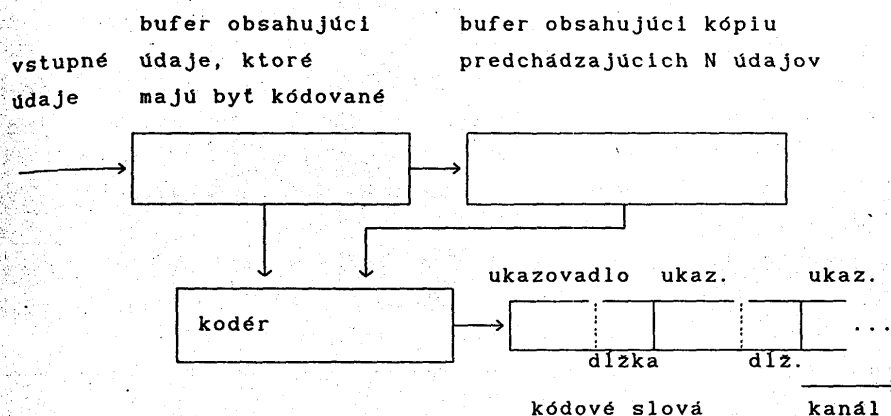 bufer obsahujúci
bufer obsahujúci kópiu
vstupné údaje, ktoré
predchádzajúcich N údajov
údaje majú byť kódované
ukazovadlo ukaz. ukaz.
kodér
...
dĺžka dĺž.
kódové slová kanál